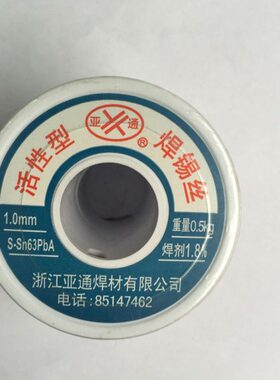 活性型
亚通
®
焊锡丝
1.0mm
S-Sn63PbA
重量0.5kg
焊剂1.8%
浙江亚通焊材有限公司
电话:85147462